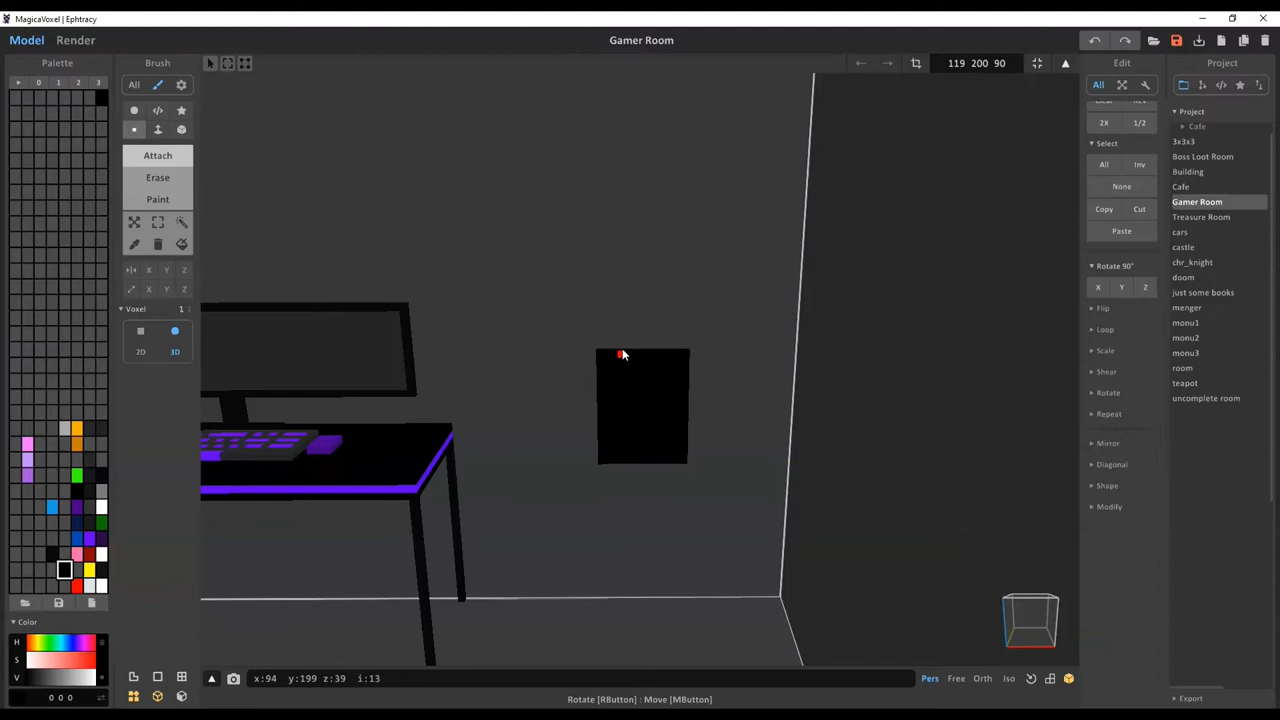 MagicaVoxel | Ephtracy
Model Render
Gamer Room
Palette
Brush
119 200 90
Edit
Project
0 1 2 3
All
All
Project
Cafe
2X 1/2
3x3x3
Select
Boss Loot Room
Attach
All Inv
Building
Erase
None
Cafe
Paint
Copy Cut
Gamer Room
Treasure Room
Paste
cars
castle
X Y Z
Rotate 90°
chr_knight
X Y Z
X Y Z
doom
Voxel 1
Flip
just some books
Loop
menger
2D 3D
Scale
monu1
Shear
monu2
Rotate
monu3
Repeat
room
Mirror
teapot
Diagonal
uncomplete room
Shape
Modify
Color
H
S
V
0 0 0
x:94 y:199 z:39 i:13
Pers Free Orth Iso
Rotate [RButton] : Move [MButton]
Export